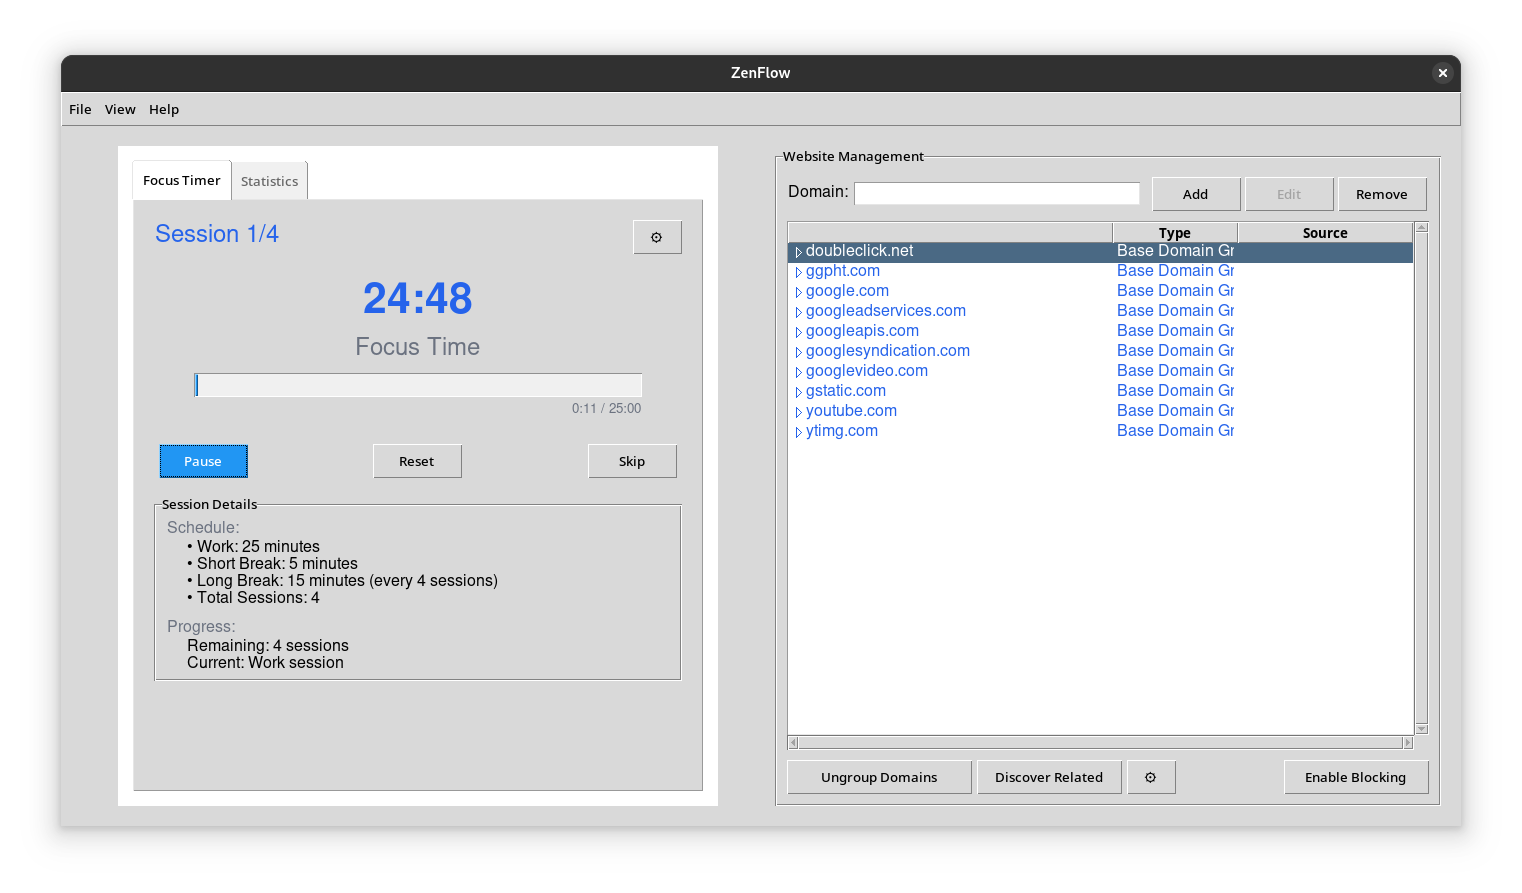 ZenFlow
File View Help
Focus Timer Statistics
Session 1/4
24:48
Focus Time
0:11 / 25:00
Pause Reset Skip
Session Details
Schedule:
• Work: 25 minutes
• Short Break: 5 minutes
• Long Break: 15 minutes (every 4 sessions)
• Total Sessions: 4
Progress:
Remaining: 4 sessions
Current: Work session
Website Management
Domain: Add Edit Remove
Type Source
doubleclick.net Base Domain Gr
ggpht.com Base Domain Gr
google.com Base Domain Gr
googleadservices.com Base Domain Gr
googleapis.com Base Domain Gr
googlesyndication.com Base Domain Gr
googlevideo.com Base Domain Gr
gstatic.com Base Domain Gr
youtube.com Base Domain Gr
ytimg.com Base Domain Gr
Ungroup Domains Discover Related Enable Blocking